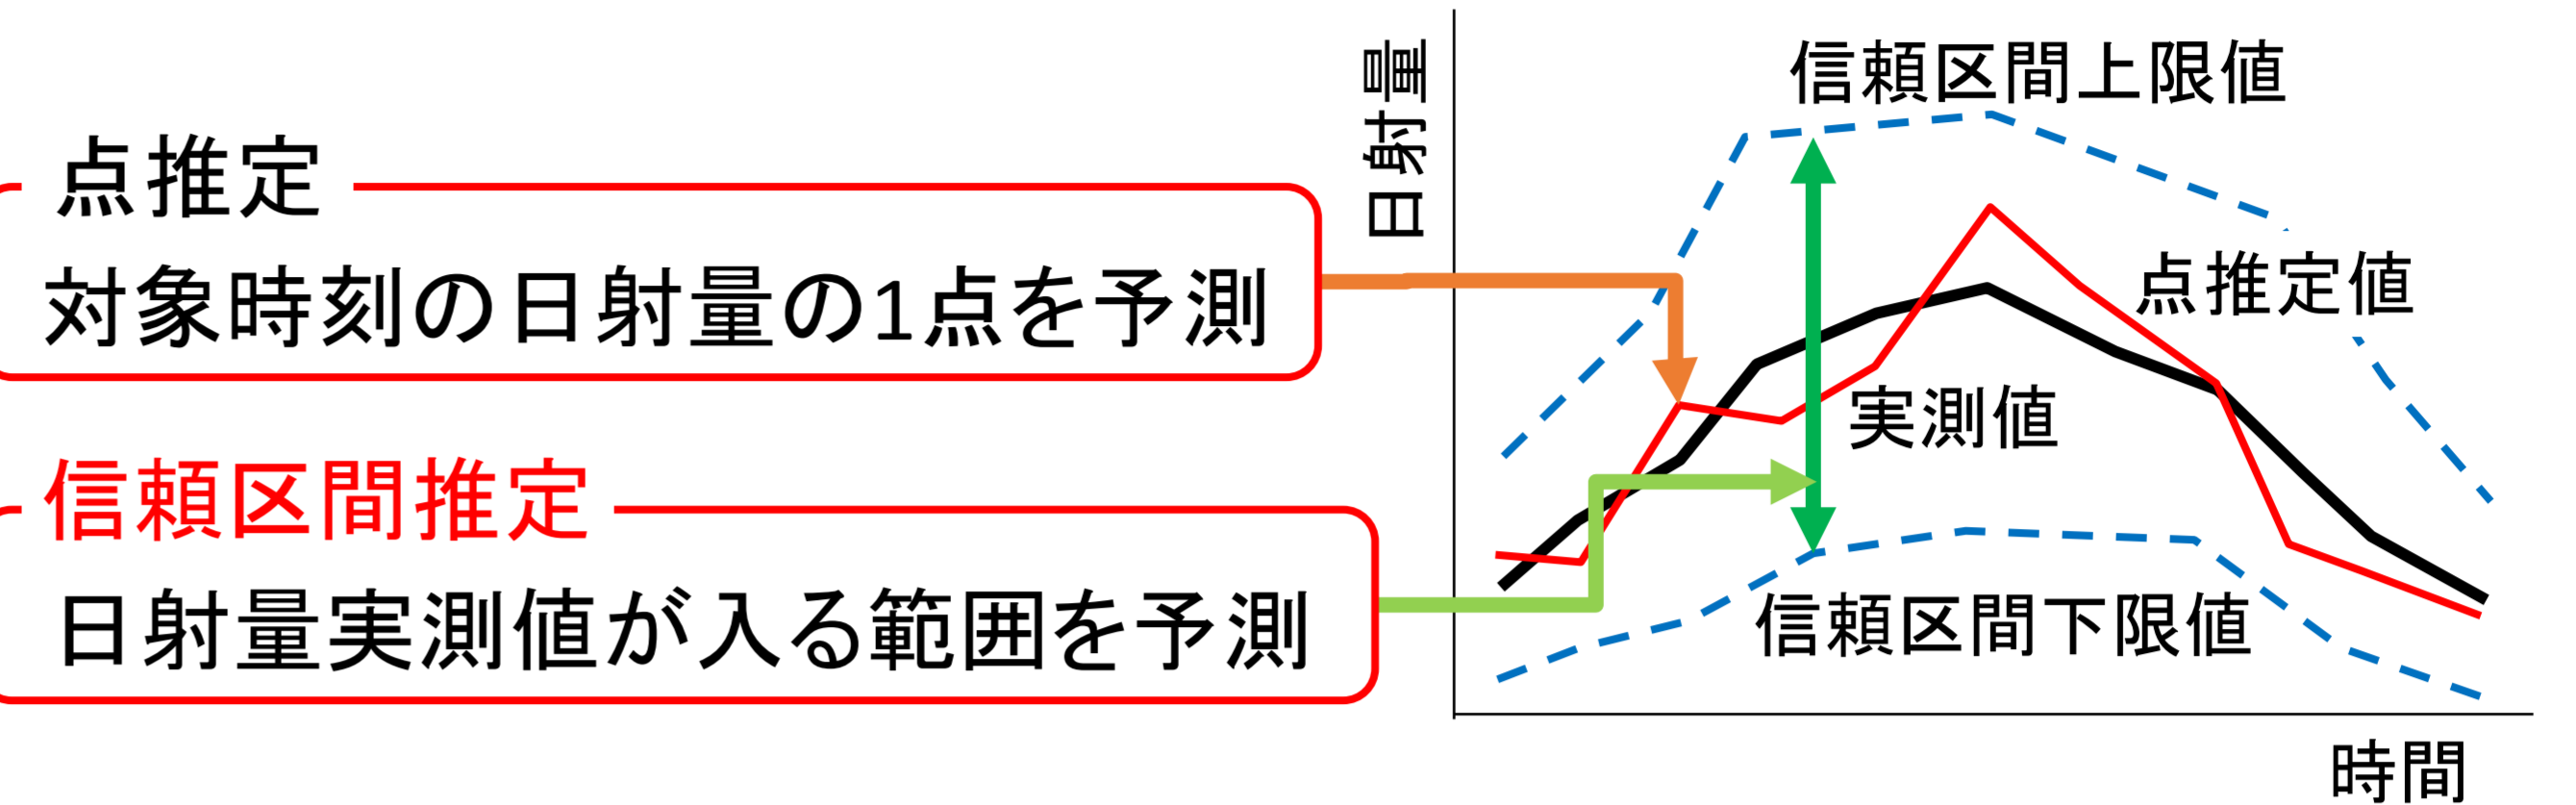 点推定
対象時刻の日射量の1点を予測
信頼区間推定
日射量実測値が入る範囲を予測
日射量
信頼区間上限値
点推定値
実測値
信頼区間下限値
時間